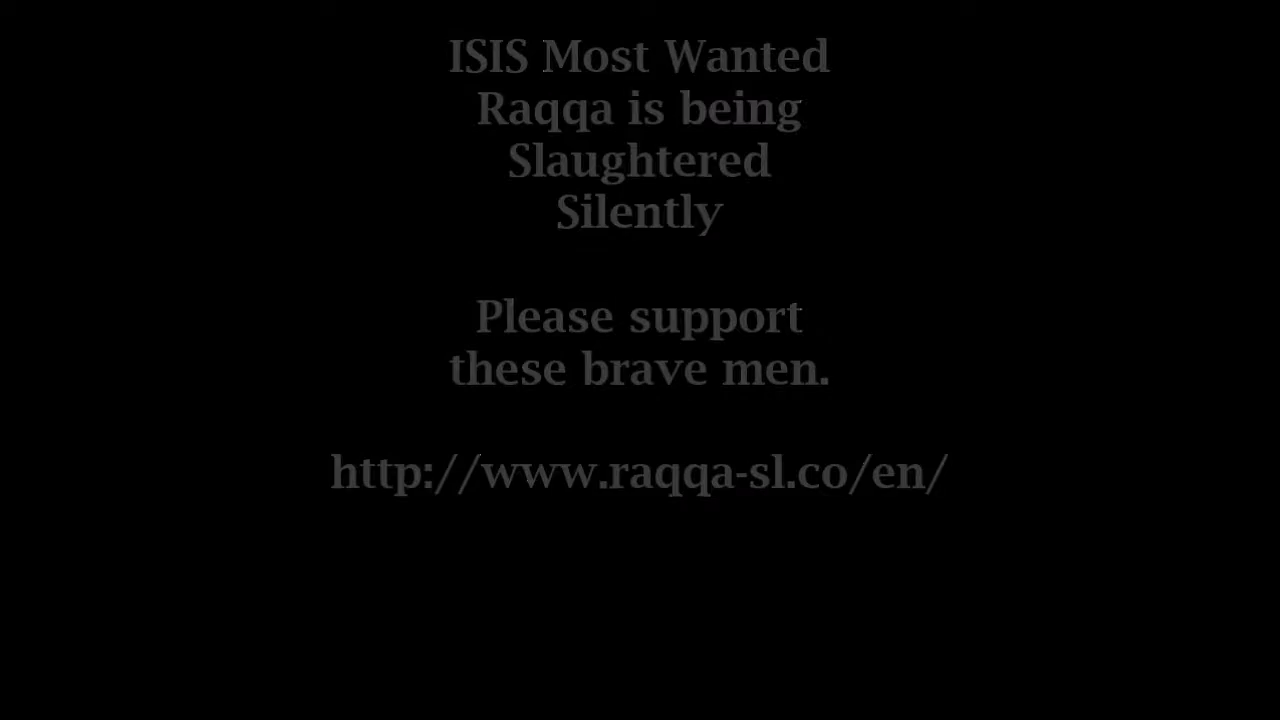 ISIS Most Wanted
Raqqa is being
Slaughtered
Silently
Please support
these brave men.
http://www.raqqa-sl.co/en/